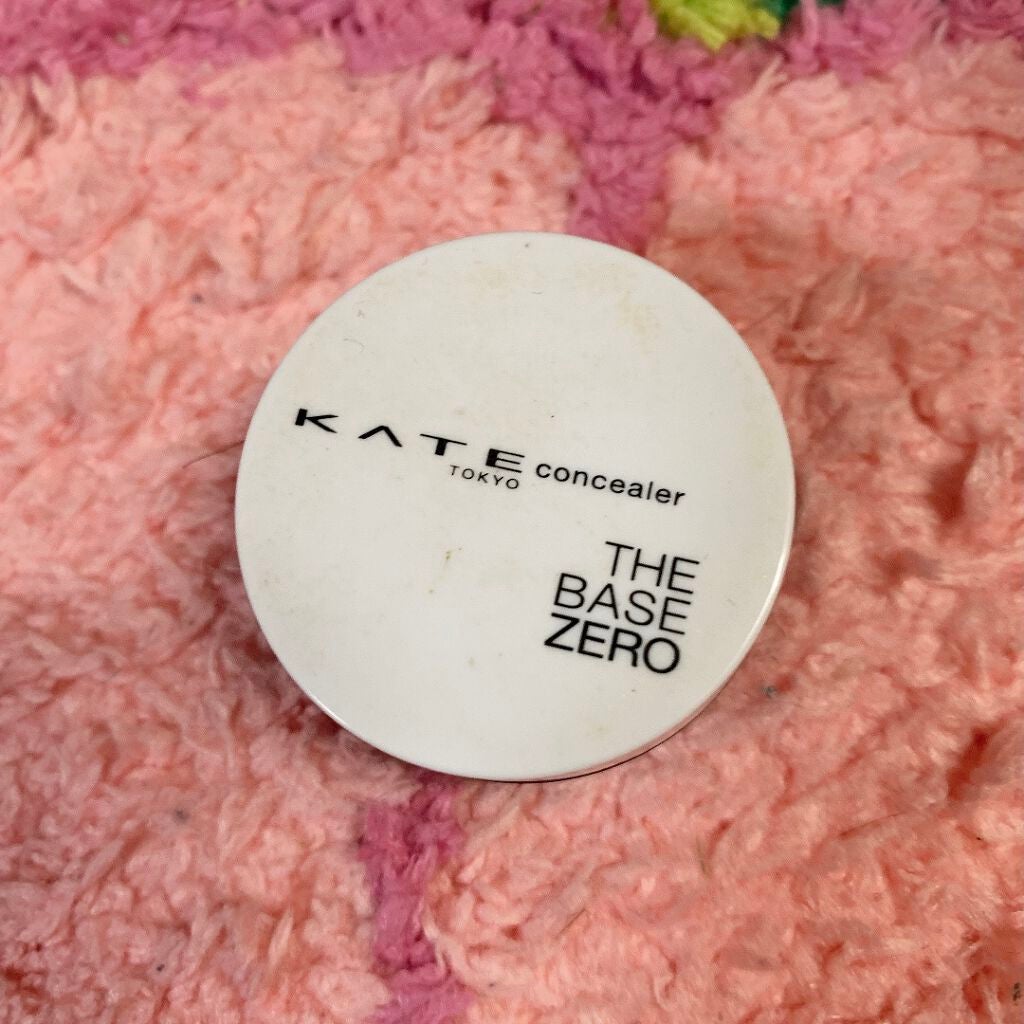 KATE concealer
TOKYO
THE
BASE
ZERO